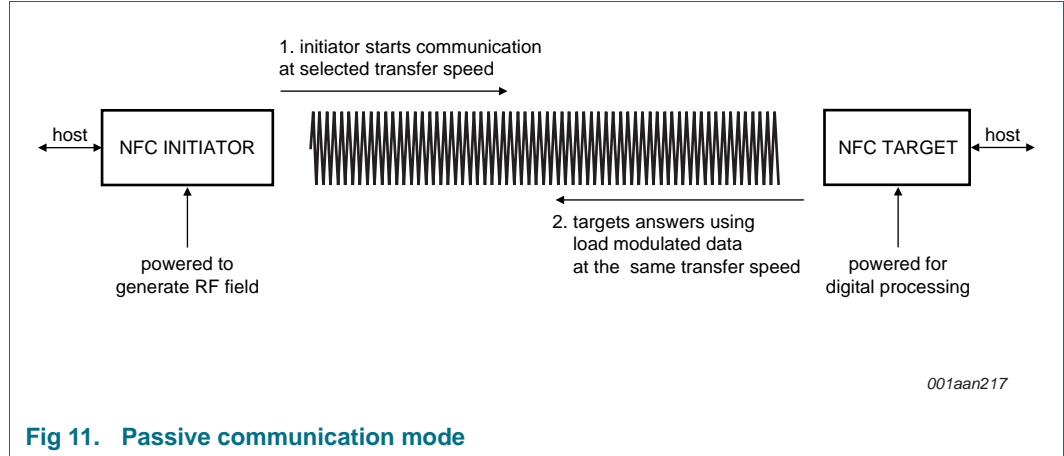 1. initiator starts communication
at selected transfer speed
host
NFC INITIATOR
NFC TARGET
host
2. targets answers using
load modulated data
at the same transfer speed
powered to
generate RF field
powered for
digital processing
001aan217
Fig 11. Passive communication mode